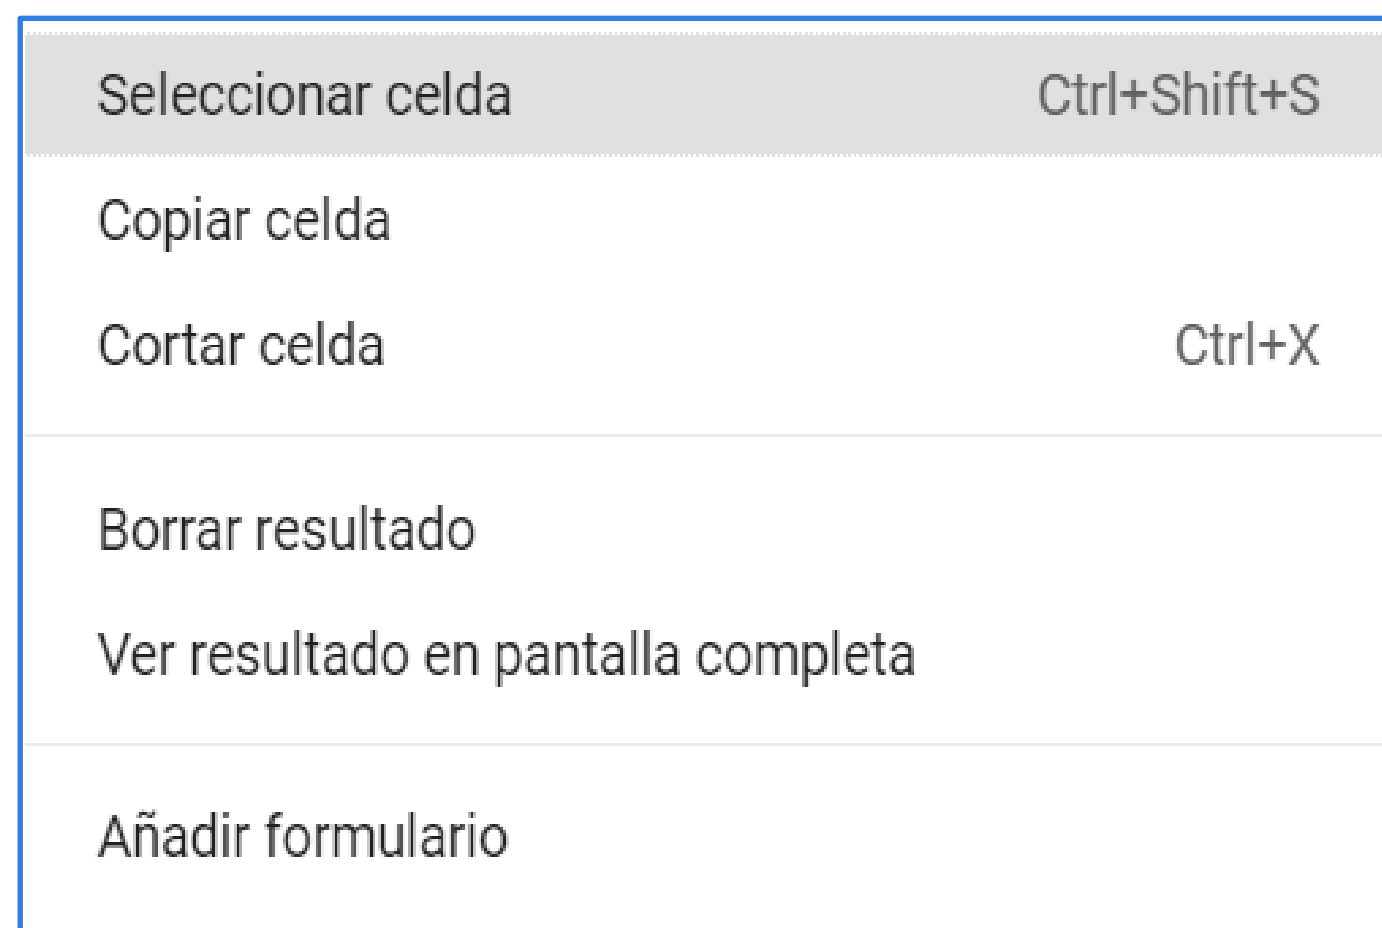 Seleccionar celda Ctrl+Shift+S
Copiar celda
Cortar celda Ctrl+X
Borrar resultado
Ver resultado en pantalla completa
Añadir formulario